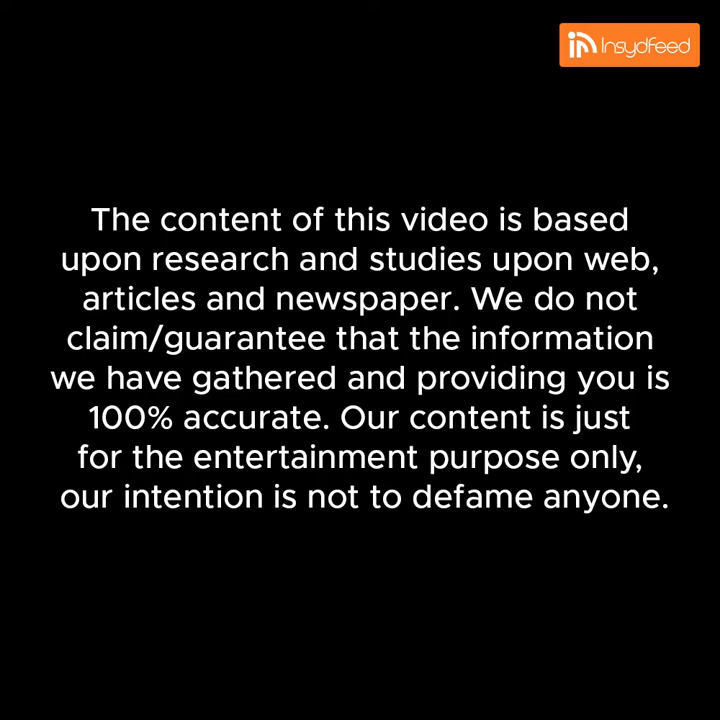 Insydfeed
The content of this video is based
upon research and studies upon web,
articles and newspaper. We do not
claim/guarantee that the information
we have gathered and providing you is
100% accurate. Our content is just
for the entertainment purpose only,
our intention is not to defame anyone.